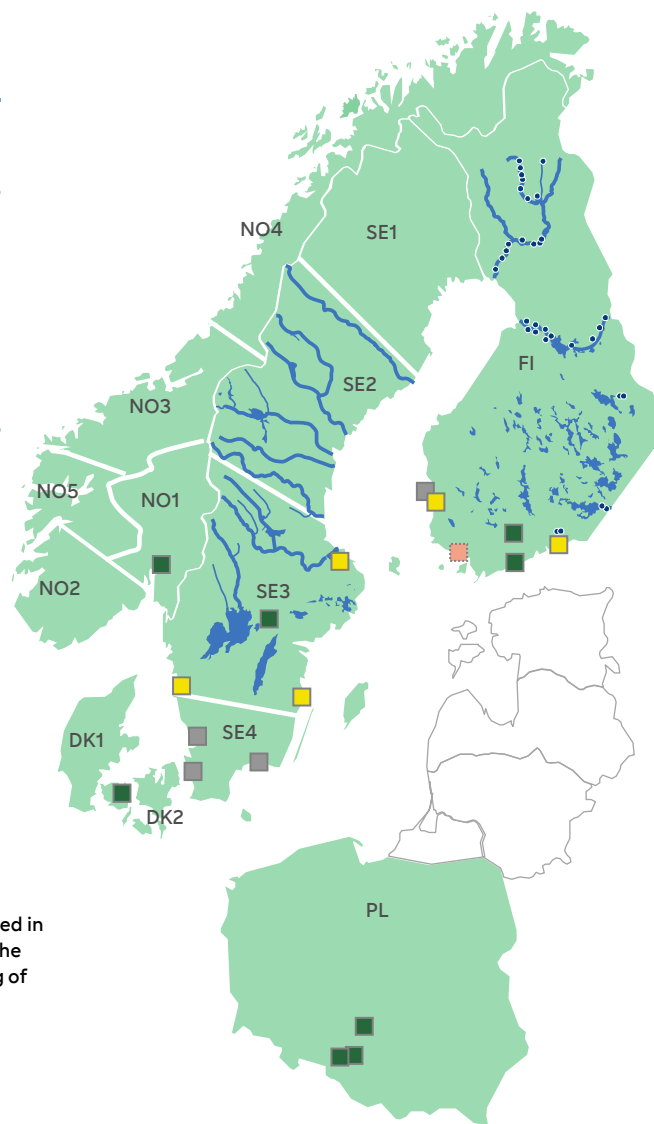 NO4
SE1
FI
SE2
NO3
NO5
NO1
NO2
SE3
DK1
SE4
DK2
PL
ed in
he
g of